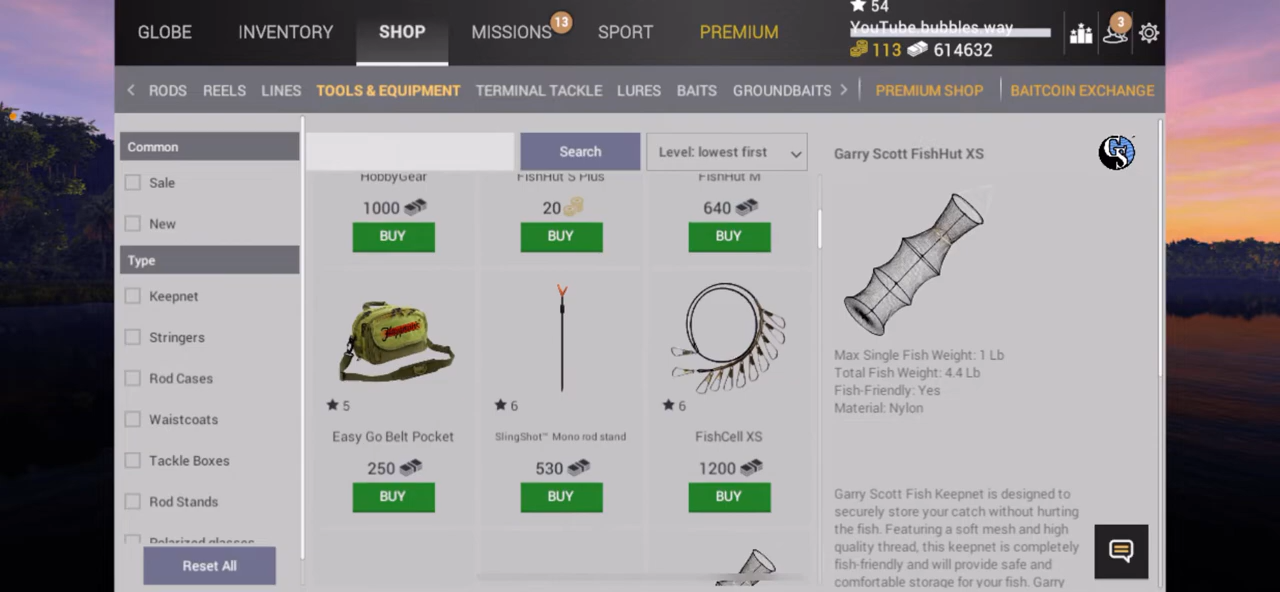 ★ 54
GLOBE INVENTORY SHOP MISSIONS 13 SPORT PREMIUM
YouTube.bubbles.way
113 614632
3
RODS REELS LINES TOOLS & EQUIPMENT TERMINAL TACKLE LURES BAITS GROUNDBAITS PREMIUM SHOP BAITCOIN EXCHANGE
Common
Sale
New
Type
Keepnet
Stringers
Rod Cases
Waistcoats
Tackle Boxes
Rod Stands
Polarized glasses
Reset All
Search
Level: lowest first
HobbyGear
1000
BUY
FishHut S Plus
20
BUY
FishHut M
640
BUY
★ 5
Easy Go Belt Pocket
250
BUY
★ 6
SlingShot™ Mono rod stand
530
BUY
★ 6
FishCell XS
1200
BUY
Garry Scott FishHut XS
Max Single Fish Weight: 1 Lb
Total Fish Weight: 4.4 Lb
Fish-Friendly: Yes
Material: Nylon
Garry Scott Fish Keepnet is designed to
securely store your catch without hurting
the fish. Featuring a soft mesh and high
quality thread, this keepnet is completely
fish-friendly and will provide safe and
comfortable storage for your fish. Garry